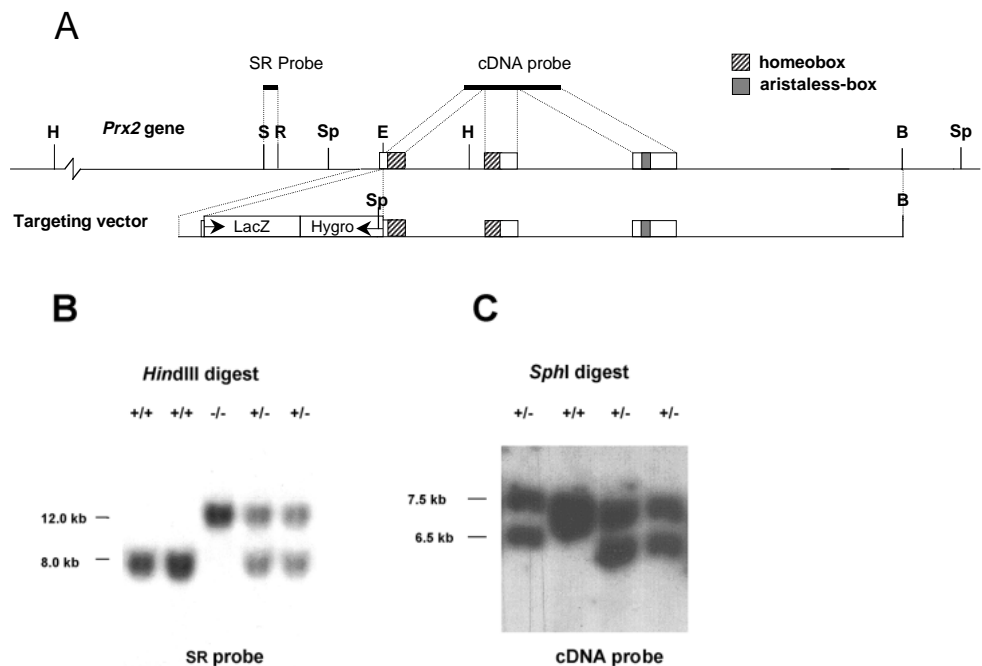 A
SR Probe
cDNA probe
homeobox
aristaless-box
H
Prx2 gene
S R
Sp
E
H
B
Sp
Sp
B
Targeting vector
LacZ
Hygro
B
HindIII digest
+/+ +/+ -/- +/- +/-
12.0 kb
8.0 kb
SR probe
C
SphI digest
+/- +/+ +/- +/-
7.5 kb
6.5 kb
cDNA probe